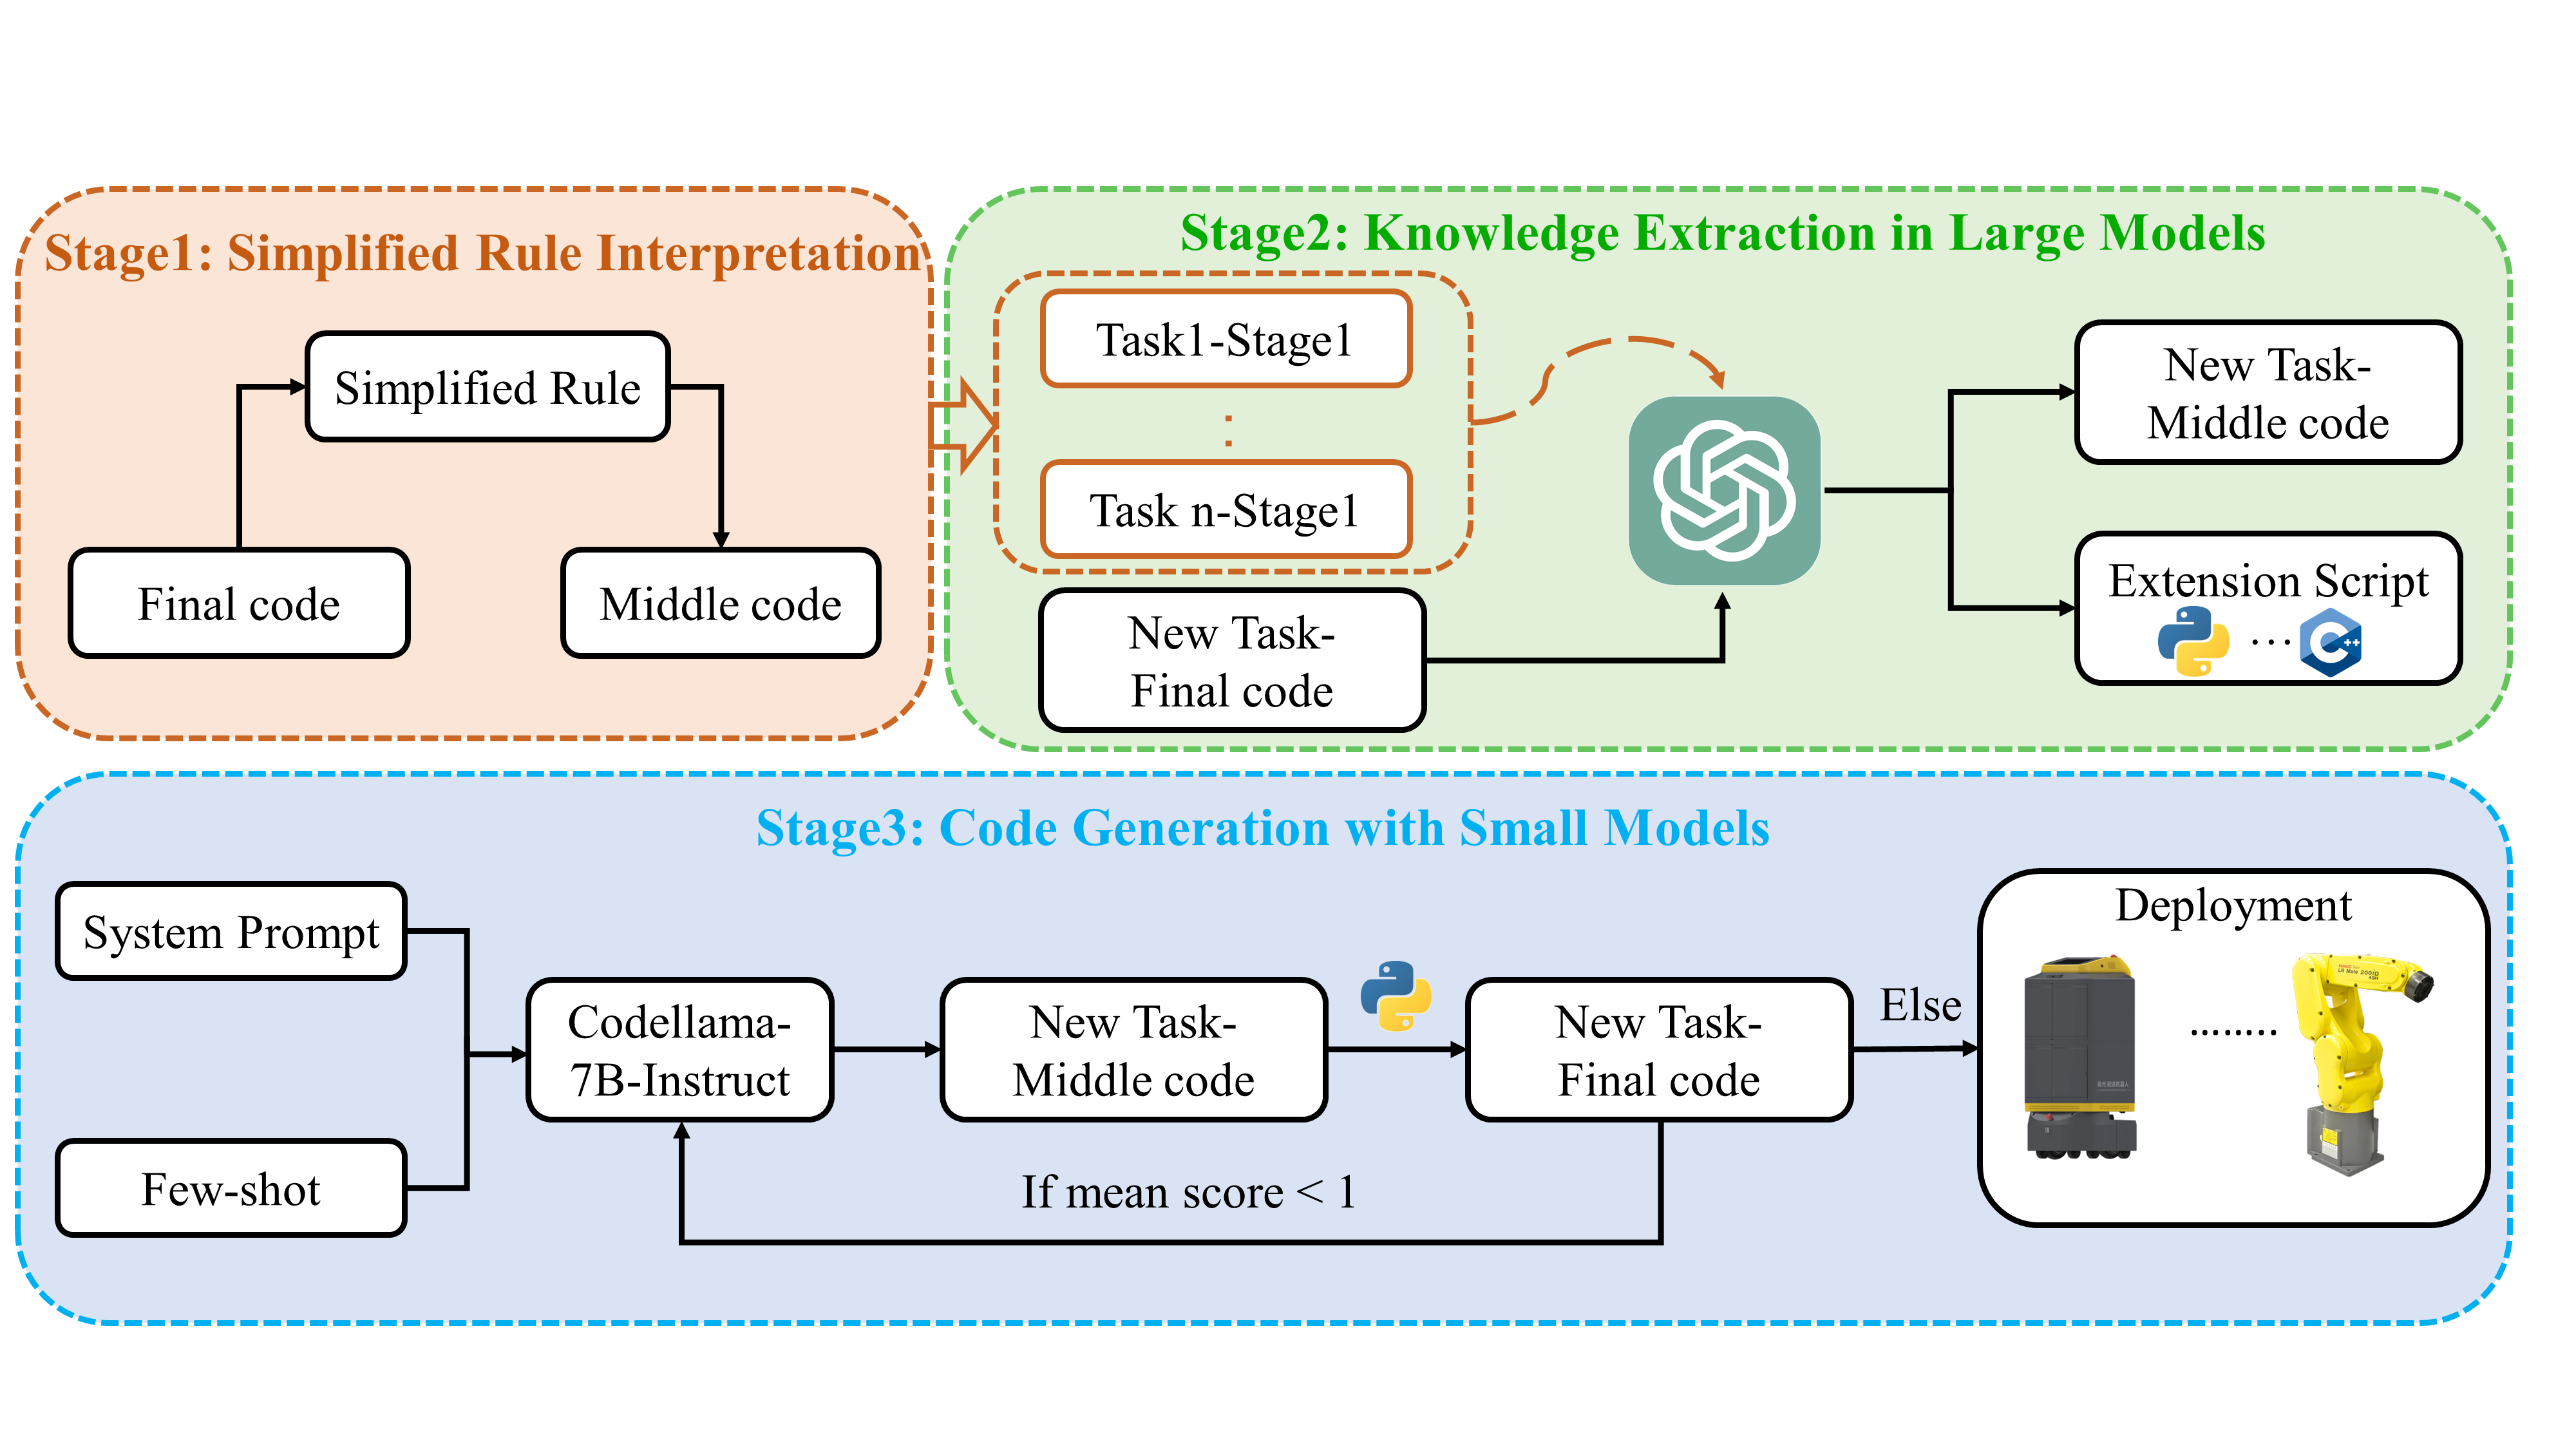 Stage1: Simplified Rule Interpretation
Simplified Rule
Final code
Middle code
Stage2: Knowledge Extraction in Large Models
Task1-Stage1
:
Task n-Stage1
New Task-
Final code
New Task-
Middle code
Extension Script
...
C++
Stage3: Code Generation with Small Models
System Prompt
Few-shot
Codellama-
7B-Instruct
New Task-
Middle code
New Task-
Final code
If mean score < 1
Else
Deployment
........
LR Mate 200iD